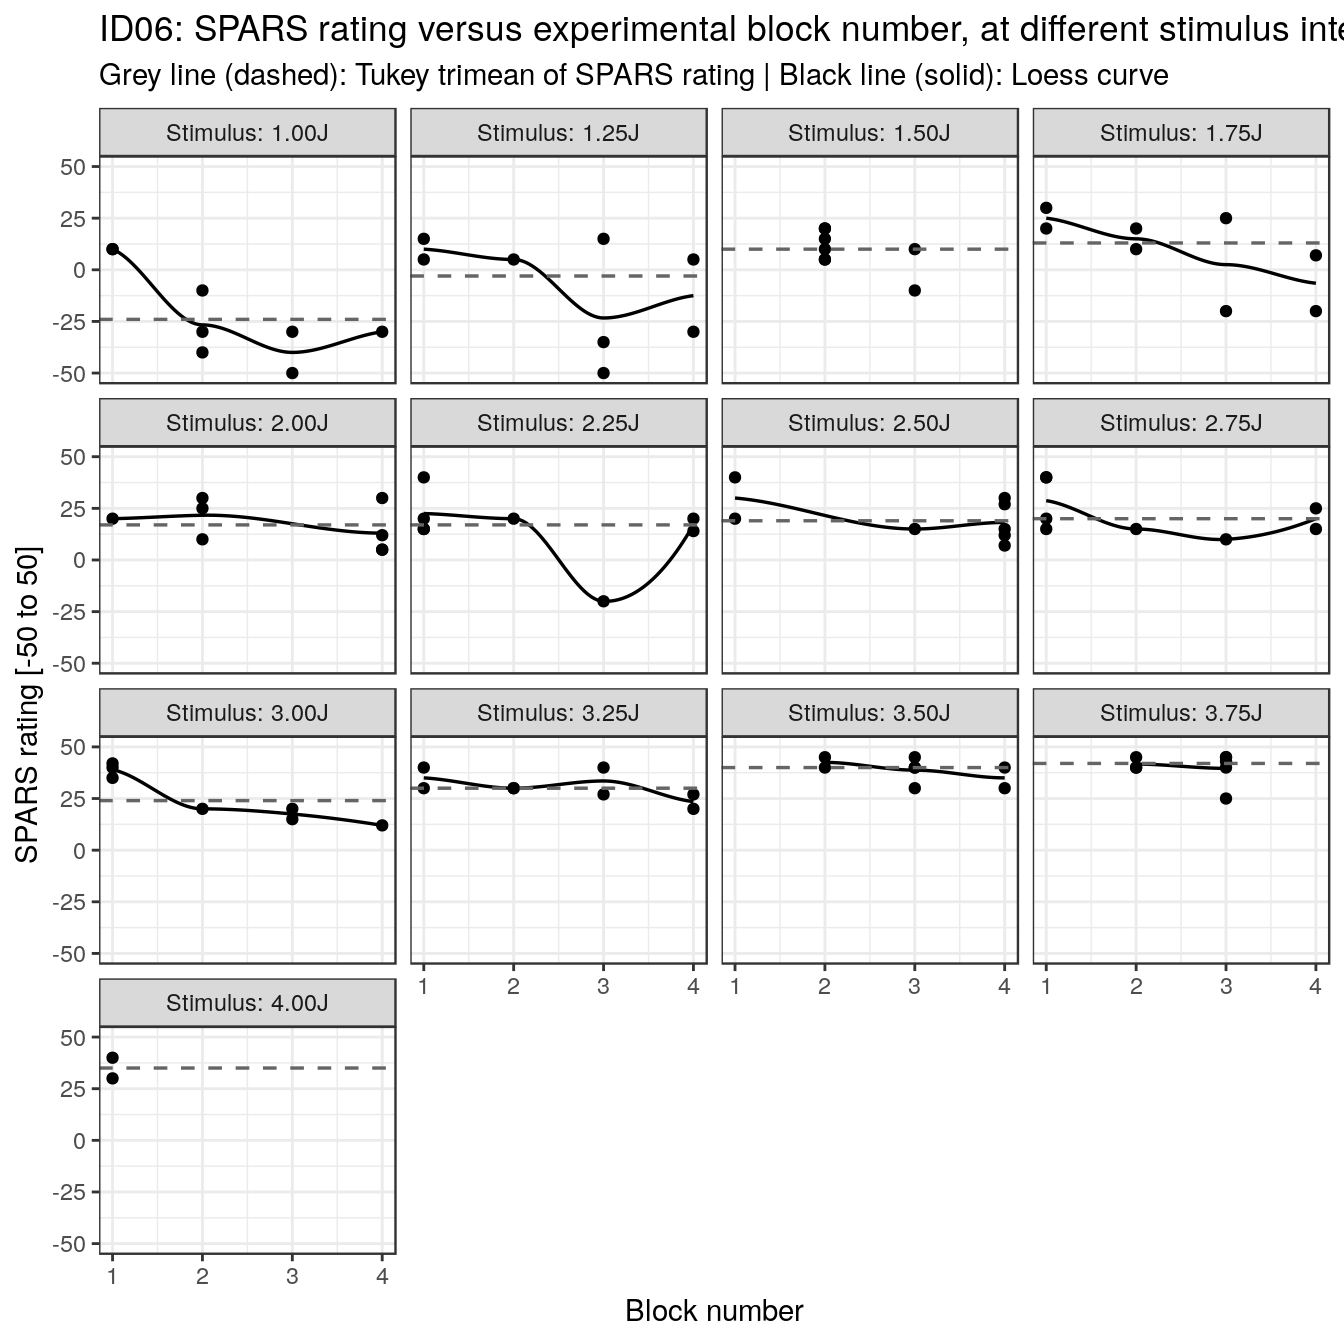 ID06: SPARS rating versus experimental block number, at different stimulus inte
Grey line (dashed): Tukey trimean of SPARS rating | Black line (solid): Loess curve
Stimulus: 1.00J
Stimulus: 1.25J
Stimulus: 1.50J
Stimulus: 1.75J
50
25
0
-25
-50
Stimulus: 2.00J
Stimulus: 2.25J
Stimulus: 2.50J
Stimulus: 2.75J
50
25
0
-25
-50
SPARS rating [-50 to 50]
Stimulus: 3.00J
Stimulus: 3.25J
Stimulus: 3.50J
Stimulus: 3.75J
50
25
0
-25
-50
1 2 3 4
1 2 3 4
1 2 3 4
Stimulus: 4.00J
50
25
0
-25
-50
1 2 3 4
Block number